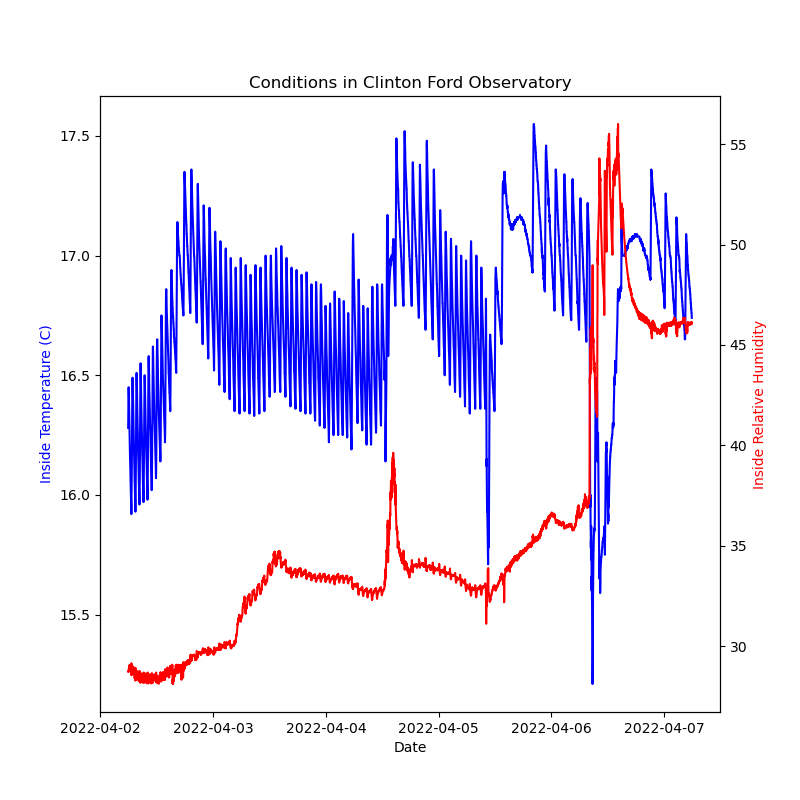 Conditions in Clinton Ford Observatory
17.5
17.0
16.5
16.0
15.5
Inside Temperature (C)
55
50
45
40
35
30
Inside Relative Humidity
2022-04-02 2022-04-03 2022-04-04 2022-04-05 2022-04-06 2022-04-07
Date